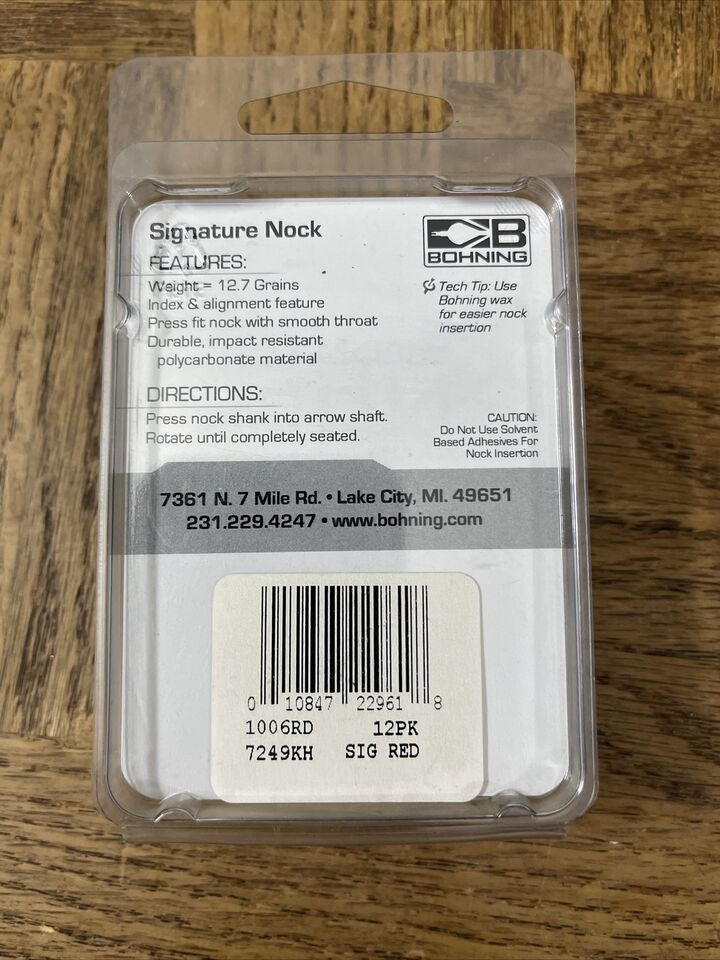 Signature Nock
FEATURES:
Weight = 12.7 Grains
Index & alignment feature
Press fit nock with smooth throat
Durable, impact resistant
polycarbonate material
B
BOHNING
Tech Tip: Use
Bohning wax
for easier nock
insertion
DIRECTIONS:
Press nock shank into arrow shaft.
Rotate until completely seated.
CAUTION:
Do Not Use Solvent
Based Adhesives For
Nock Insertion
7361 N. 7 Mile Rd. • Lake City, MI. 49651
231.229.4247 • www.bohning.com
0 10847 22961 8
1006RD 12PK
7249KH SIG RED